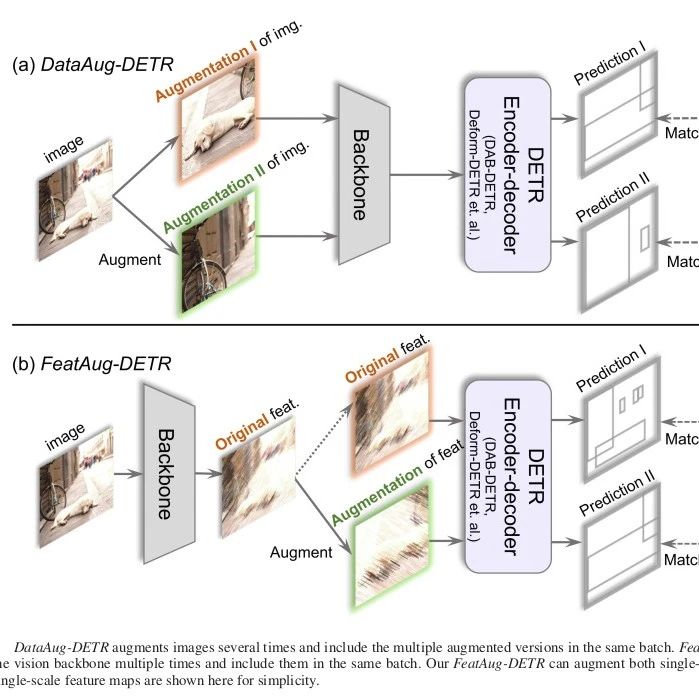 (a) DataAug-DETR
Augmentation I of img.
image
Augmentation II of img.
Augment
Backbone
DETR
Encoder-decoder
(DAB-DETR,
Deform-DETR et. al.)
Prediction I
Matc
Prediction II
Matc
(b) FeatAug-DETR
image
Backbone
Original feat.
Original feat.
Augmentation of feat.
Augment
DETR
Encoder-decoder
(DAB-DETR,
Deform-DETR et. al.)
Prediction I
Matc
Prediction II
Matc
DataAug-DETR augments images several times and include the multiple augmented versions in the same batch. Fea
e vision backbone multiple times and include them in the same batch. Our FeatAug-DETR can augment both single-
ngle-scale feature maps are shown here for simplicity.